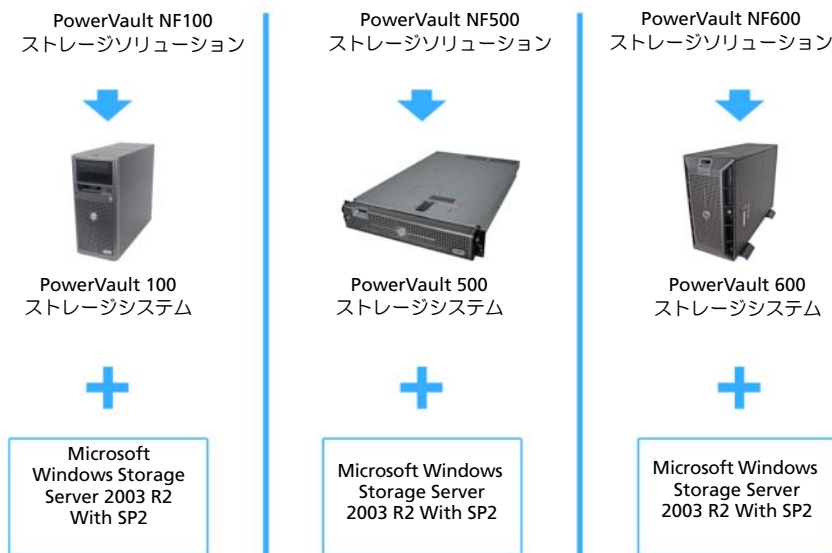 PowerVault NF100
ストレージソリューション
PowerVault 100
ストレージシステム
Microsoft
Windows Storage
Server 2003 R2
With SP2
PowerVault NF500
ストレージソリューション
PowerVault 500
ストレージシステム
Microsoft Windows
Storage Server
2003 R2 With SP2
PowerVault NF600
ストレージソリューション
PowerVault 600
ストレージシステム
Microsoft Windows
Storage Server
2003 R2 With SP2